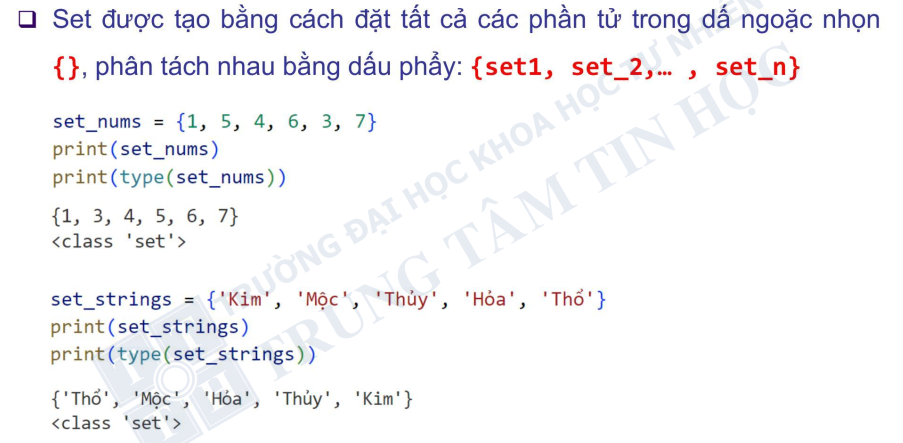 ❑ Set được tạo bằng cách đặt tất cả các phần tử trong dấ ngoặc nhọn
{}, phân tách nhau bằng dấu phẩy: {set1, set_2,… , set_n}
set_nums = {1, 5, 4, 6, 3, 7}
print(set_nums)
print(type(set_nums))
{1, 3, 4, 5, 6, 7}
<class 'set'>
set_strings = {'Kim', 'Mộc', 'Thủy', 'Hỏa', 'Thổ'}
print(set_strings)
print(type(set_strings))
{'Thổ', 'Mộc', 'Hỏa', 'Thủy', 'Kim'}
<class 'set'>
TRƯỜNG ĐẠI HỌC KHOA HỌC TỰ NHIÊN
TRUNG TÂM TIN HỌC